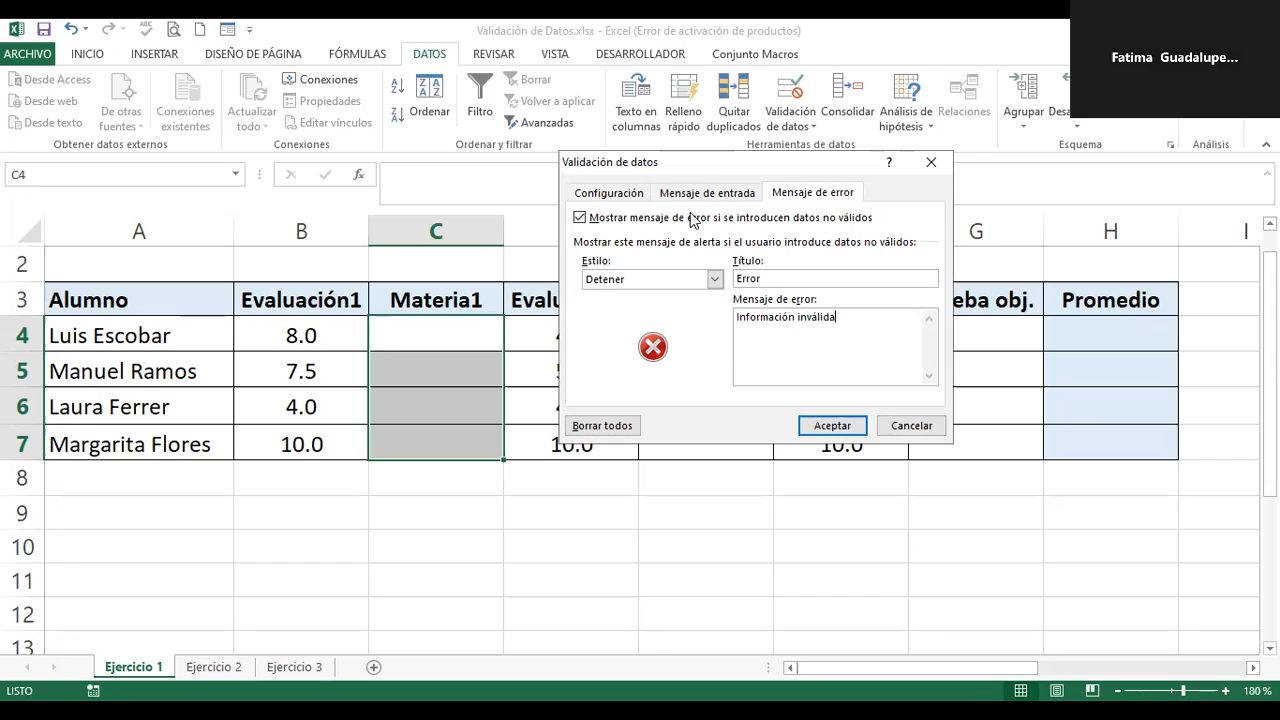 Validación de Datos.xlsx - Excel (Error de activación de productos)
Fatima Guadalupe...
ARCHIVO INICIO INSERTAR DISEÑO DE PÁGINA FÓRMULAS DATOS REVISAR VISTA DESARROLLADOR Conjunto Macros
Desde Access
Desde web
Desde texto
De otras
fuentes
Conexiones
existentes
Obtener datos externos
Actualizar
todo
Conexiones
Propiedades
Editar vínculos
Conexiones
Ordenar
Filtro
Borrar
Volver a aplicar
Avanzadas
Ordenar y filtrar
Texto en
columnas
Relleno
rápido
Quitar
duplicados
Validación
de datos
Consolidar
Análisis de
hipótesis
Relaciones
Herramientas de datos
Agrupar
Esquema
Análisis
C4
fx
Validación de datos
?
Configuración Mensaje de entrada Mensaje de error
Mostrar mensaje de error si se introducen datos no válidos
Mostrar este mensaje de alerta si el usuario introduce datos no válidos:
Estilo:
Detener
Título:
Error
Mensaje de error:
Información inválida
Borrar todos Aceptar Cancelar
A B C G H I
2
3 Alumno Evaluación1 Materia1 Promedio
4 Luis Escobar 8.0
5 Manuel Ramos 7.5
6 Laura Ferrer 4.0
7 Margarita Flores 10.0 10.0 10.0
8
9
10
11
12
13
Ejercicio 1 Ejercicio 2 Ejercicio 3
LISTO
180 %